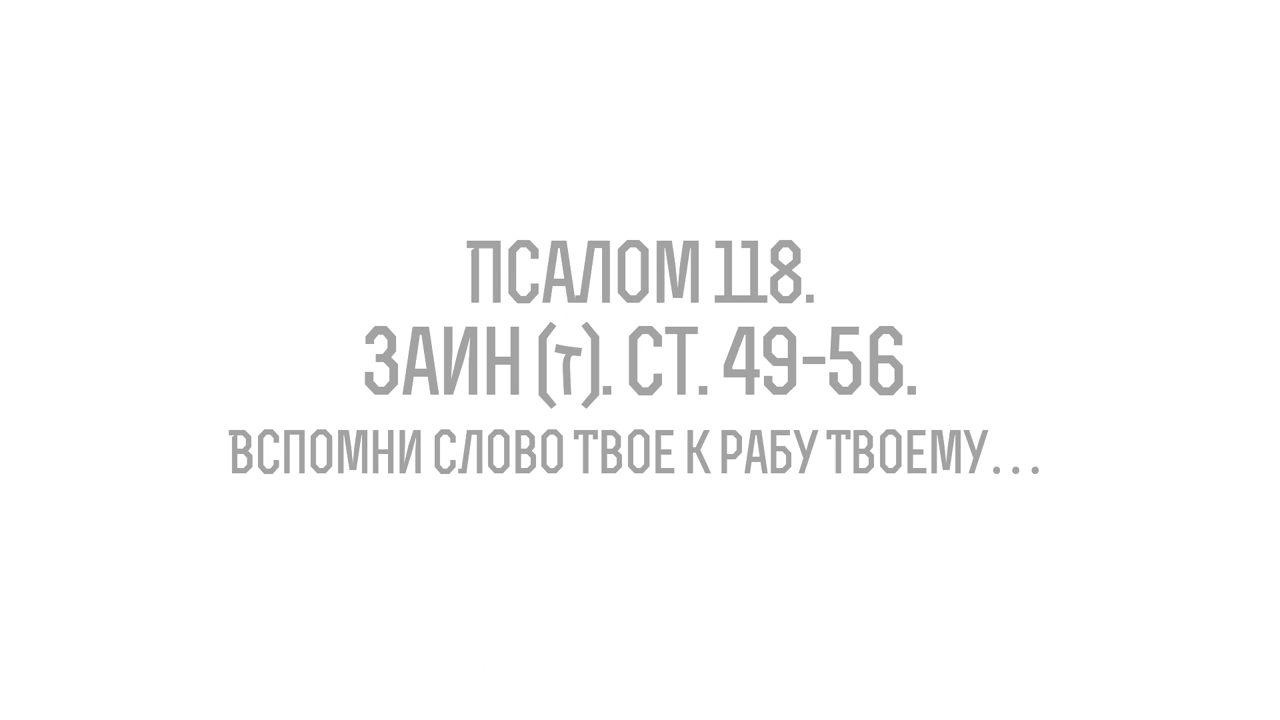 ПСАЛОМ 118.
ЗАИН (ז). СТ. 49-56.
ВСПОМНИ СЛОВО ТВОЕ К РАБУ ТВОЕМУ...